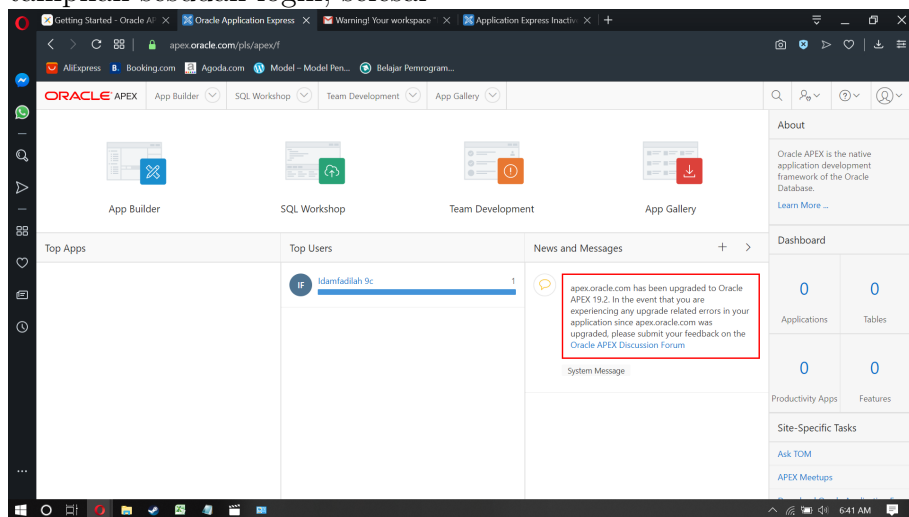 Getting Started - Oracle AP
Oracle Application Express
Warning! Your workspace "
Application Express Inactiv
apex.oracle.com/pls/apex/f
AliExpress
B. Booking.com
Agoda.com
Model – Model Pen...
Belajar Pemrogram...
ORACLE APEX
App Builder
SQL Workshop
Team Development
App Gallery
App Builder
SQL Workshop
Team Development
App Gallery
About
Oracle APEX is the native
application development
framework of the Oracle
Database.
Learn More ...
Top Apps
Top Users
IF
Idamfadilah 9c
1
News and Messages
apex.oracle.com has been upgraded to Oracle
APEX 19.2. In the event that you are
experiencing any upgrade related errors in your
application since apex.oracle.com was
upgraded, please submit your feedback on the
Oracle APEX Discussion Forum
System Message
Dashboard
0
Applications
0
Tables
0
Productivity Apps
0
Features
Site-Specific Tasks
Ask TOM
APEX Meetups
6:41 AM